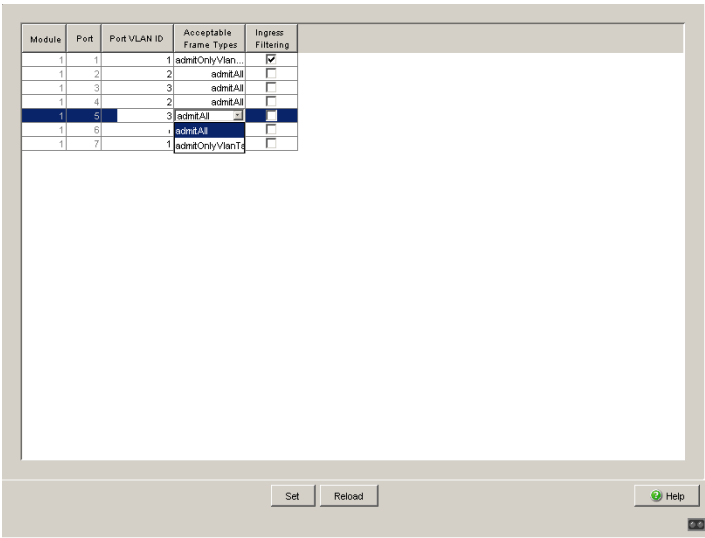 Module Port Port VLAN ID Acceptable Frame Types Ingress Filtering
1 1 1 admitOnlyVlan...
1 2 2 admitAll
1 3 3 admitAll
1 4 2 admitAll
1 5 3 admitAll
1 6 admitAll
1 7 1 admitOnlyVlanTa
Set Reload Help